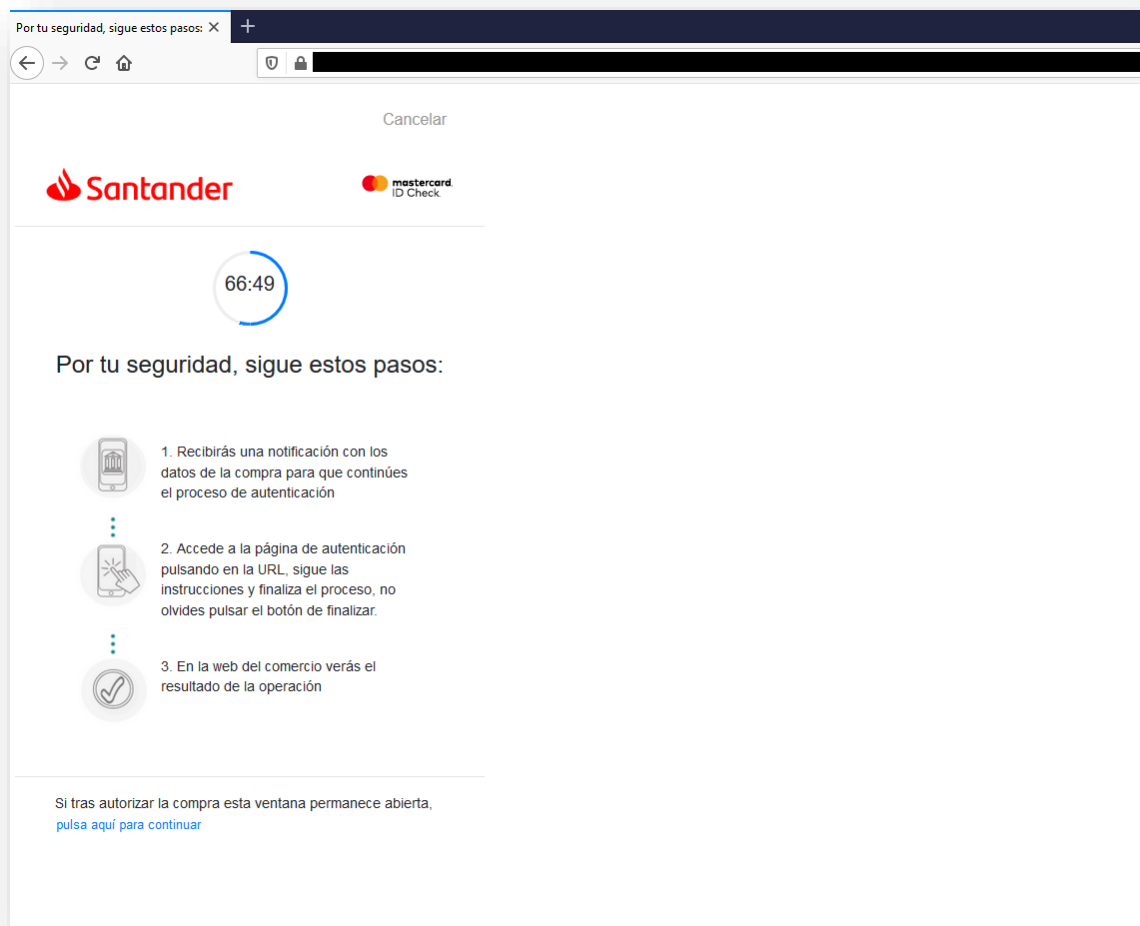 Por tu seguridad, sigue estos pasos:
Cancelar
Santander
mastercard.
ID Check
66:49
Por tu seguridad, sigue estos pasos:
1. Recibirás una notificación con los
datos de la compra para que continúes
el proceso de autenticación
2. Accede a la página de autenticación
pulsando en la URL, sigue las
instrucciones y finaliza el proceso, no
olvides pulsar el botón de finalizar.
3. En la web del comercio verás el
resultado de la operación
Si tras autorizar la compra esta ventana permanece abierta,
pulsa aquí para continuar